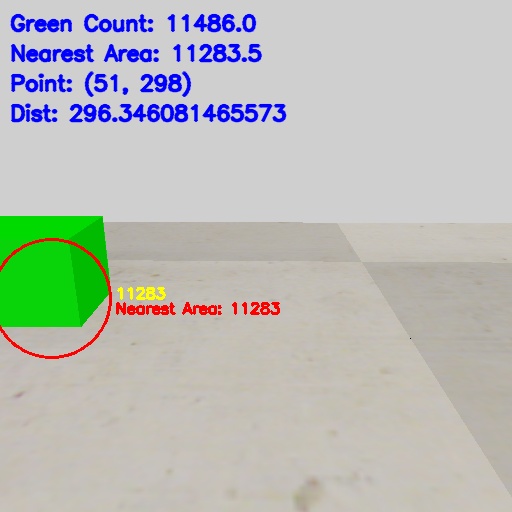 Green Count: 11486.0
Nearest Area: 11283.5
Point: (51, 298)
Dist: 296.346081465573
11283
Nearest Area: 11283